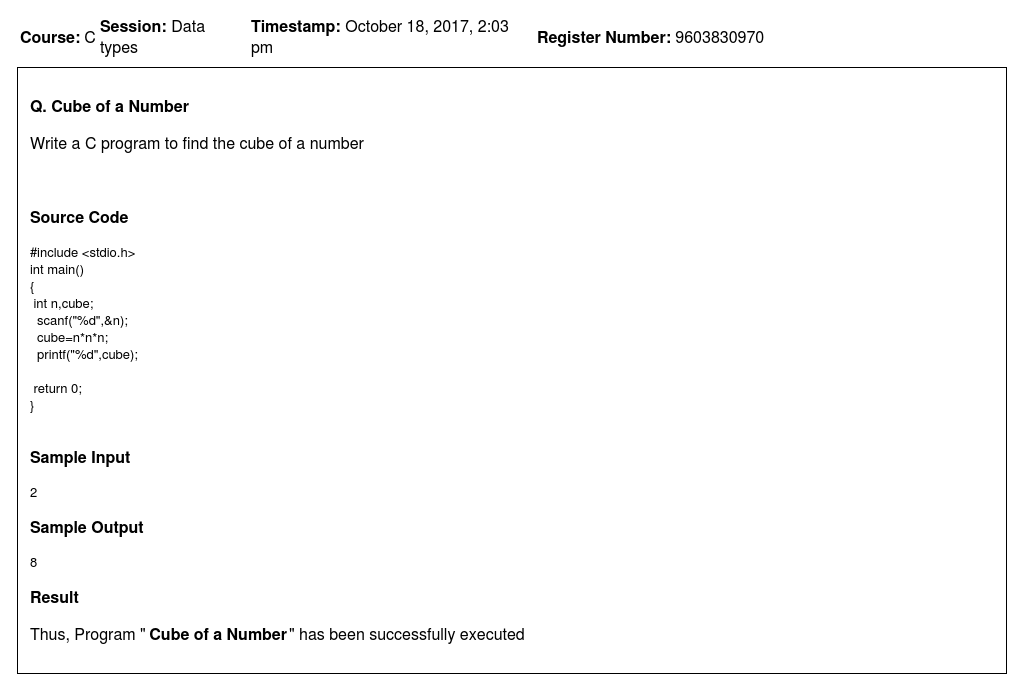 Course: C Session: Data types Timestamp: October 18, 2017, 2:03 pm Register Number: 9603830970
Q. Cube of a Number
Write a C program to find the cube of a number
Source Code
#include <stdio.h>
int main()
{
 int n,cube;
  scanf("%d",&n);
  cube=n*n*n;
  printf("%d",cube);

 return 0;
}
Sample Input
2
Sample Output
8
Result
Thus, Program " Cube of a Number" has been successfully executed